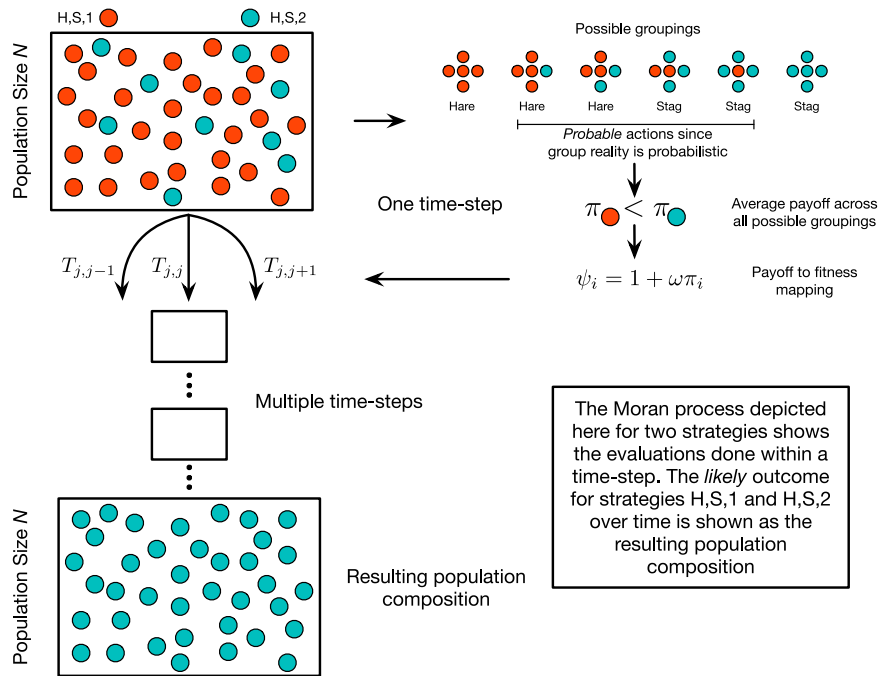 H,S,1
H,S,2
Population Size N
Possible groupings
Hare
Hare
Hare
Stag
Stag
Stag
Probable actions since
group reality is probabilistic
One time-step
π < π
Average payoff across
all possible groupings
T_{j,j−1}
T_{j,j}
T_{j,j+1}
ψ_i = 1 + ωπ_i
Payoff to fitness
mapping
Multiple time-steps
The Moran process depicted
here for two strategies shows
the evaluations done within a
time-step. The likely outcome
for strategies H,S,1 and H,S,2
over time is shown as the
resulting population
composition
Population Size N
Resulting population
composition